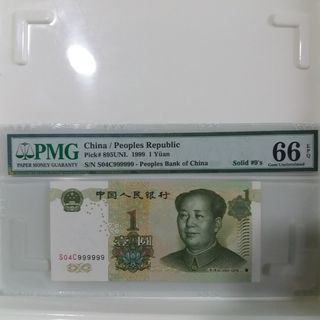 PMG
PAPER MONEY GUARANTY
China / Peoples Republic
Pick# 895UNL 1999 1 Yüan
S/N S04C999999 - Peoples Bank of China
Solid #9's
66 EPQ
Gem Uncirculated
中国人民银行
1
壹圆
S04C999999